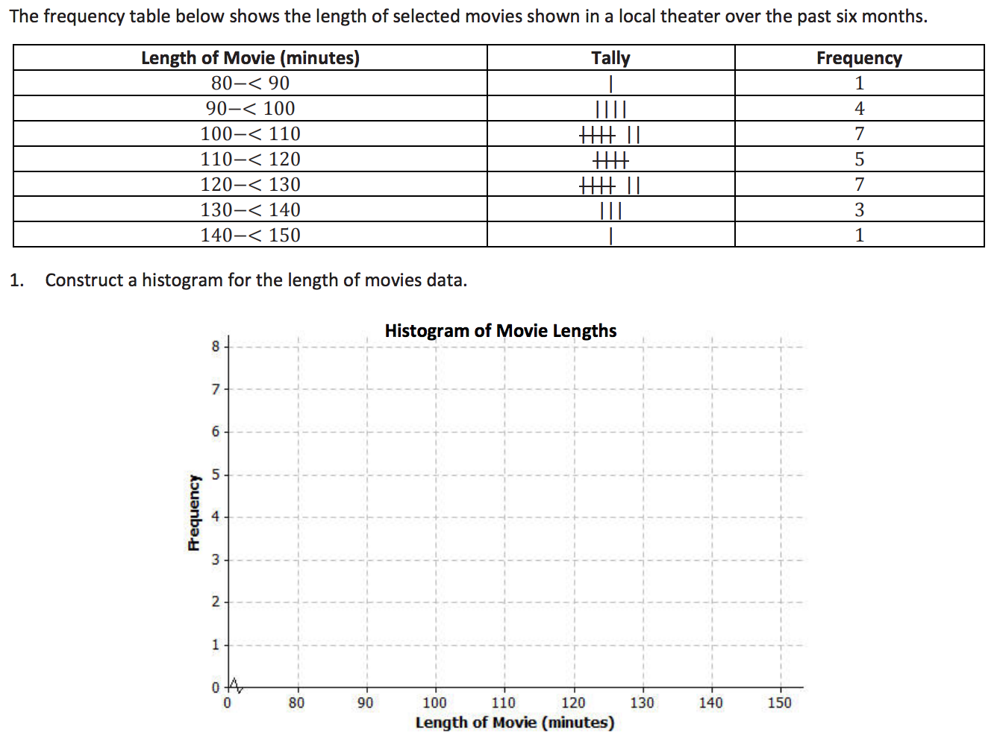 The frequency table below shows the length of selected movies shown in a local theater over the past six months.
Length of Movie (minutes) Tally Frequency
80–< 90 | 1
90–< 100 |||| 4
100–< 110  卌 || 7
110–< 120 卌 5
120–< 130 卌 || 7
130–< 140 ||| 3
140–< 150 | 1
1. Construct a histogram for the length of movies data.
Histogram of Movie Lengths
8
7
6
5
4
3
2
1
0
Frequency
0 80 90 100 110 120 130 140 150
Length of Movie (minutes)